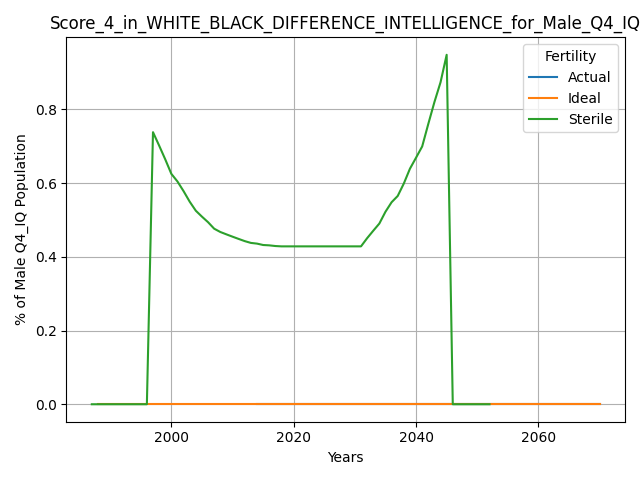 Score_4_in_WHITE_BLACK_DIFFERENCE_INTELLIGENCE_for_Male_Q4_IQ
Fertility
Actual
Ideal
Sterile
% of Male Q4_IQ Population
0.8
0.6
0.4
0.2
0.0
2000 2020 2040 2060
Years